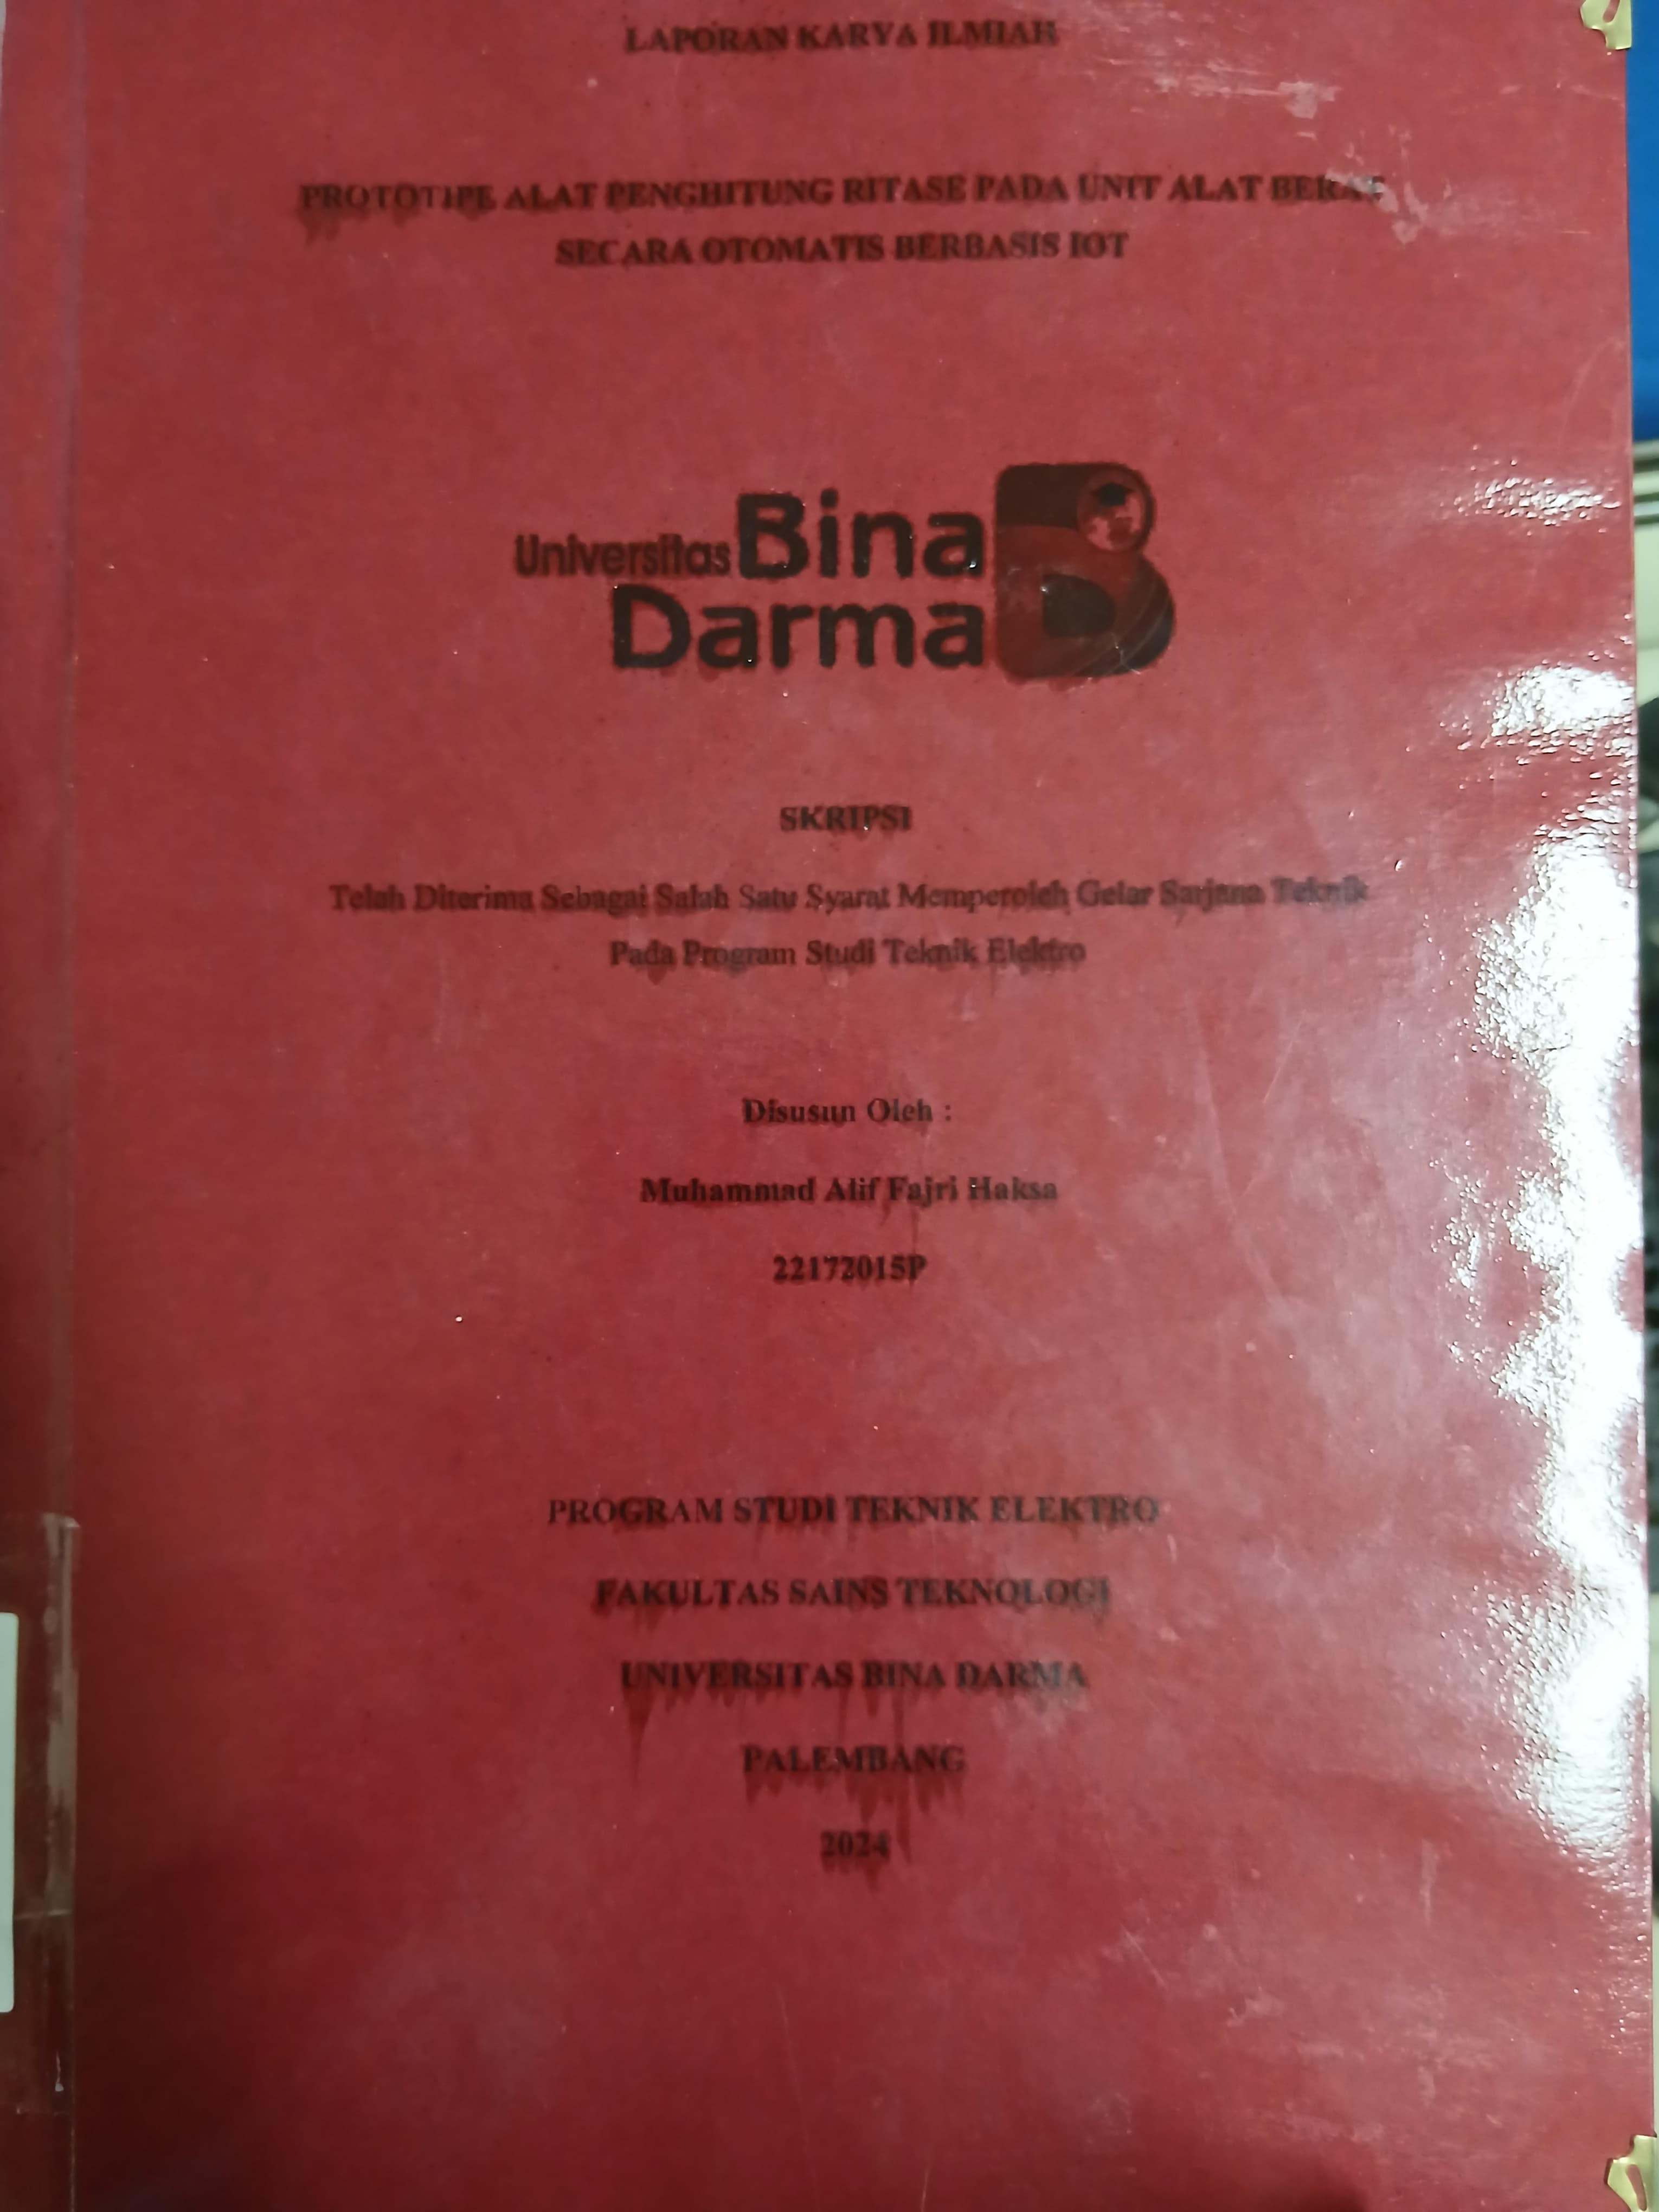 LAPORAN KARYA ILMIAH
PROTOTIPE ALAT PENGHITUNG RITASE PADA UNIT ALAT BERAT
SECARA OTOMATIS BERBASIS IOT
Universitas Bina
Darma
SKRIPSI
Telah Diterima Sebagai Salah Satu Syarat Memperoleh Gelar Sarjana Teknik
Pada Program Studi Teknik Elektro
Disusun Oleh :
Muhammad Alif Fajri Haksa
22172015P
PROGRAM STUDI TEKNIK ELEKTRO
FAKULTAS SAINS TEKNOLOGI
UNIVERSITAS BINA DARMA
PALEMBANG
2024